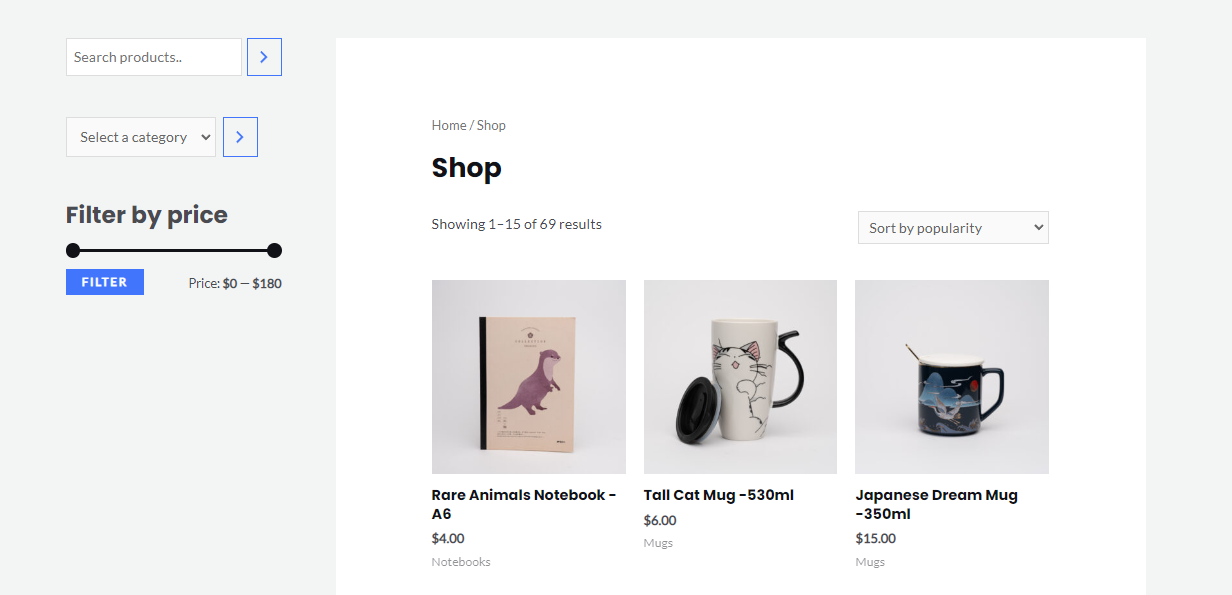 Search products..
Select a category
Filter by price
FILTER
Price: $0 — $180
Home / Shop
Shop
Showing 1–15 of 69 results
Sort by popularity
Rare Animals Notebook -
A6
$4.00
Notebooks
Tall Cat Mug -530ml
$6.00
Mugs
Japanese Dream Mug
-350ml
$15.00
Mugs